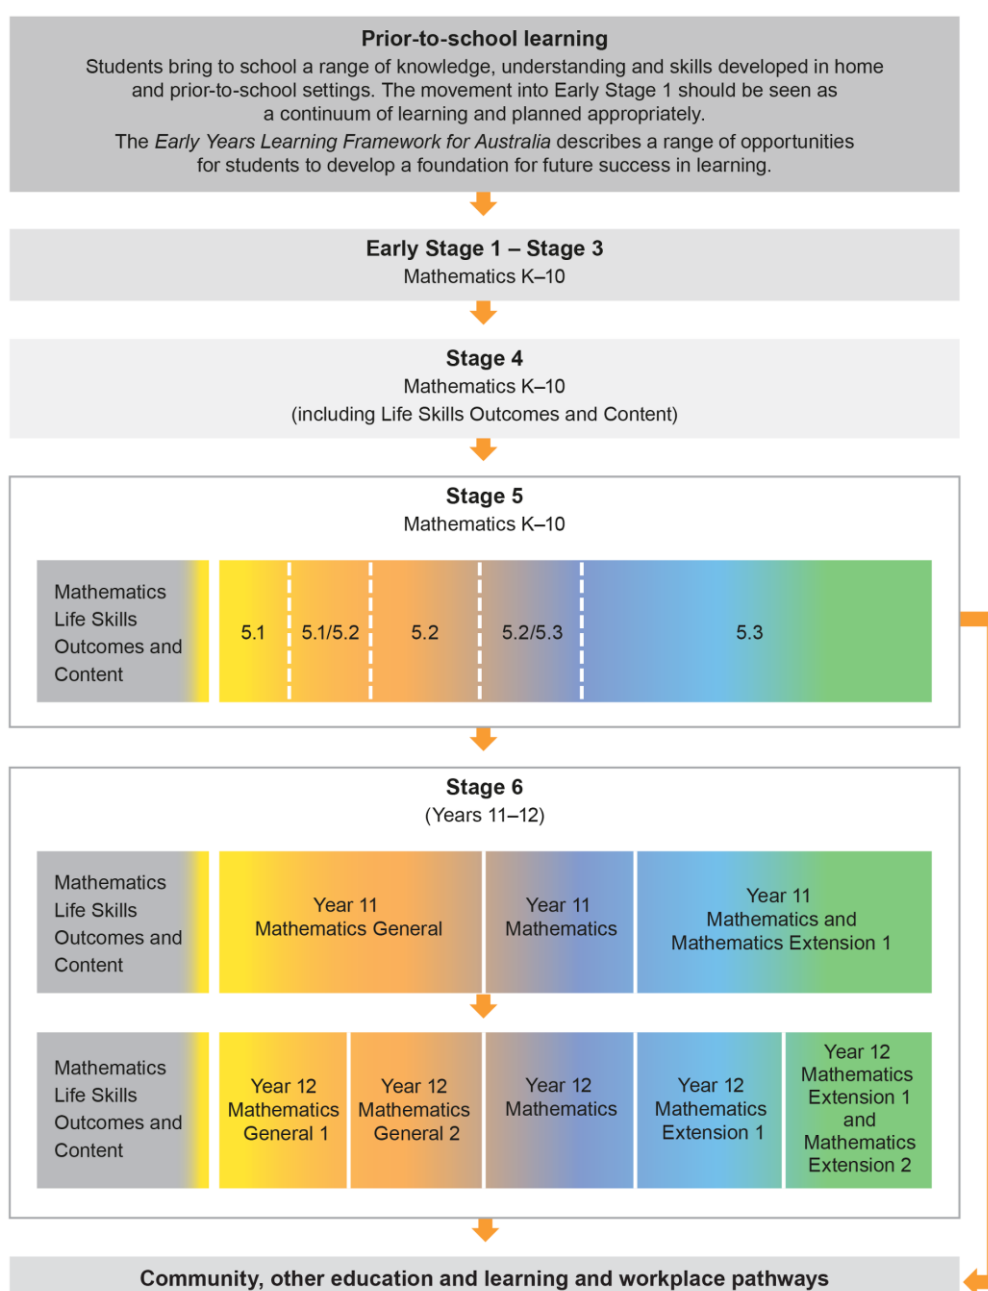 Prior-to-school learning
Students bring to school a range of knowledge, understanding and skills developed in home
and prior-to-school settings. The movement into Early Stage 1 should be seen as
a continuum of learning and planned appropriately.
The Early Years Learning Framework for Australia describes a range of opportunities
for students to develop a foundation for future success in learning.
Early Stage 1 – Stage 3
Mathematics K–10
Stage 4
Mathematics K–10
(including Life Skills Outcomes and Content)
Stage 5
Mathematics K–10
Mathematics
Life Skills
Outcomes and
Content
5.1
5.1/5.2
5.2
5.2/5.3
5.3
Stage 6
(Years 11–12)
Mathematics
Life Skills
Outcomes and
Content
Year 11
Mathematics General
Year 11
Mathematics
Year 11
Mathematics and
Mathematics Extension 1
Mathematics
Life Skills
Outcomes and
Content
Year 12
Mathematics
General 1
Year 12
Mathematics
General 2
Year 12
Mathematics
Year 12
Mathematics
Extension 1
Year 12
Mathematics
Extension 1
and
Mathematics
Extension 2
Community, other education and learning and workplace pathways